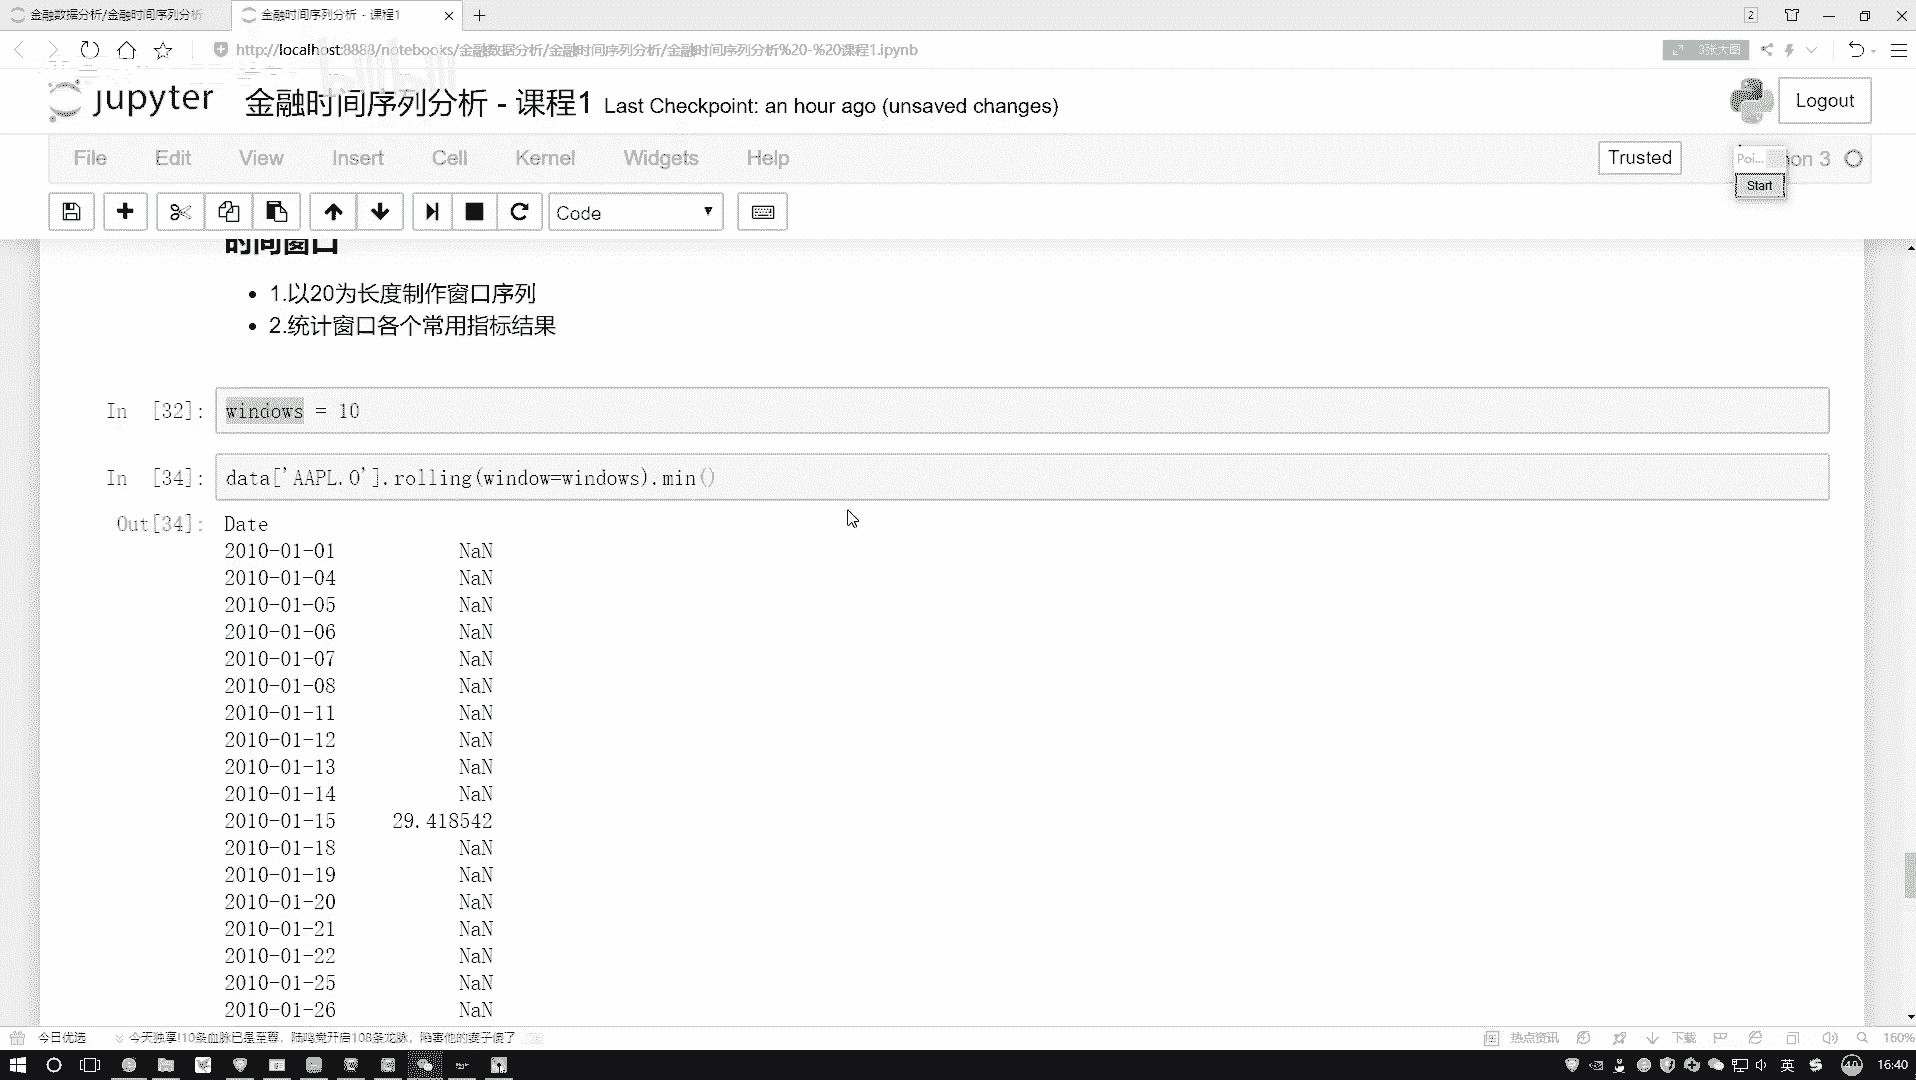 金融数据分析/金融时间序列分析
金融时间序列分析 - 课程1
2
http://localhost:8888/notebooks/金融数据分析/金融时间序列分析/金融时间序列分析%20-%20课程1.ipynb
3张大图
jupyter 金融时间序列分析 - 课程1 Last Checkpoint: an hour ago (unsaved changes)
Logout
File Edit View Insert Cell Kernel Widgets Help
Trusted
Poi... on 3
Start
Code
时间窗口
1.以20为长度制作窗口序列
2.统计窗口各个常用指标结果
In [32]: windows = 10
In [34]: data['AAPL.O'].rolling(window=windows).min()
Out[34]: Date
2010-01-01 NaN
2010-01-04 NaN
2010-01-05 NaN
2010-01-06 NaN
2010-01-07 NaN
2010-01-08 NaN
2010-01-11 NaN
2010-01-12 NaN
2010-01-13 NaN
2010-01-14 NaN
2010-01-15 29.418542
2010-01-18 NaN
2010-01-19 NaN
2010-01-20 NaN
2010-01-21 NaN
2010-01-22 NaN
2010-01-25 NaN
2010-01-26 NaN
今日优选
今天独享!10条血脉已是至尊，陆鸣竟开启108条龙脉，陷害他的妻子傻了
热点资讯
下载
160%
英
40
16:40